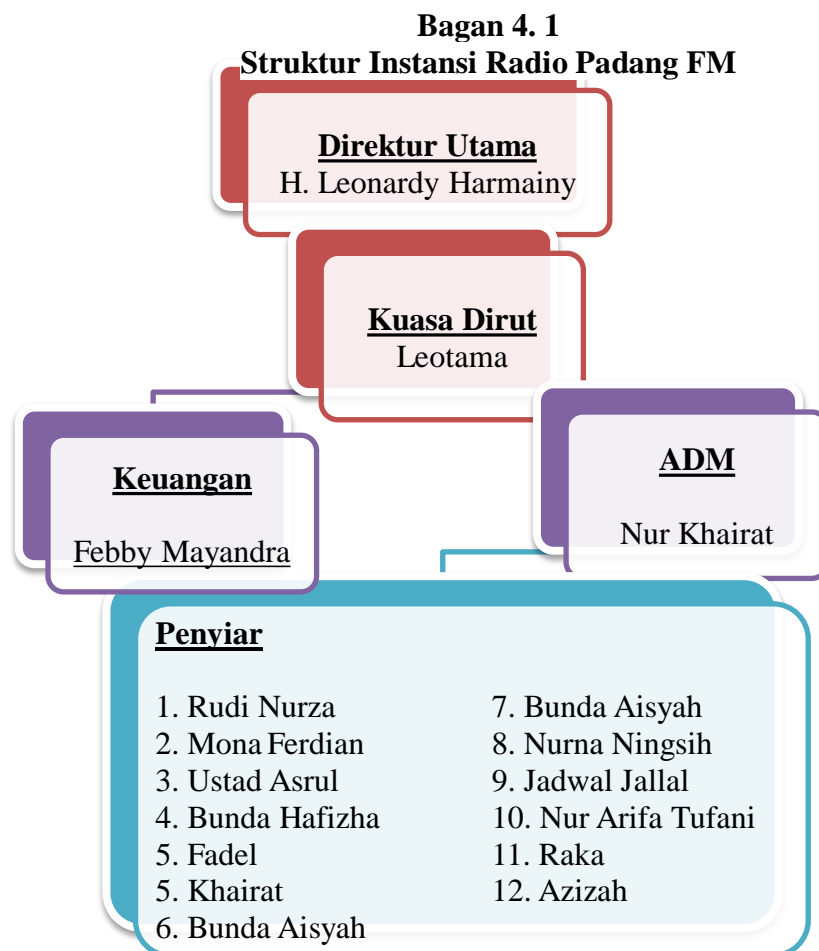 Bagan 4. 1
Struktur Instansi Radio Padang FM
Direktur Utama
H. Leonardy Harmainy
Kuasa Dirut
Leotama
Keuangan
Febby Mayandra
ADM
Nur Khairat
Penyiar
1. Rudi Nurza
2. Mona Ferdian
3. Ustad Asrul
4. Bunda Hafizha
5. Fadel
5. Khairat
6. Bunda Aisyah
7. Bunda Aisyah
8. Nurna Ningsih
9. Jadwal Jallal
10. Nur Arifa Tufani
11. Raka
12. Azizah